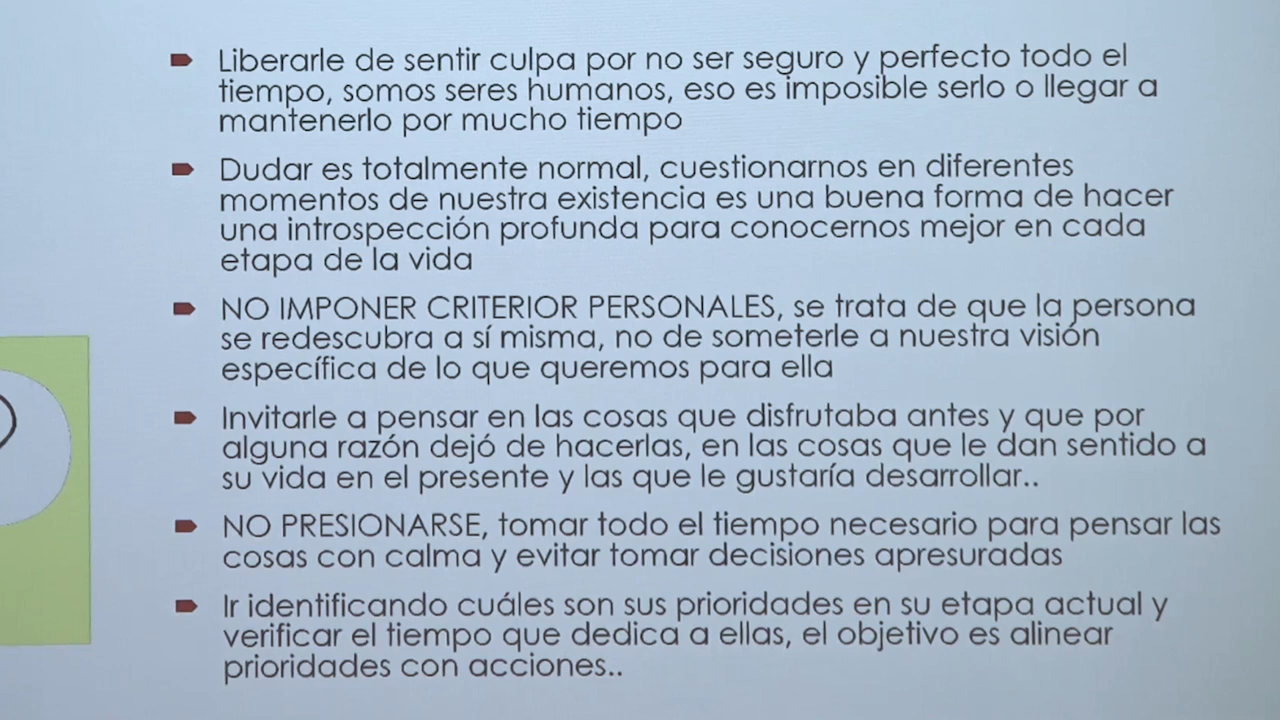 Liberarle de sentir culpa por no ser seguro y perfecto todo el
tiempo, somos seres humanos, eso es imposible serlo o llegar a
mantenerlo por mucho tiempo
Dudar es totalmente normal, cuestionarnos en diferentes
momentos de nuestra existencia es una buena forma de hacer
una introspección profunda para conocernos mejor en cada
etapa de la vida
NO IMPONER CRITERIOR PERSONALES, se trata de que la persona
se redescubra a sí misma, no de someterle a nuestra visión
específica de lo que queremos para ella
Invitarle a pensar en las cosas que disfrutaba antes y que por
alguna razón dejó de hacerlas, en las cosas que le dan sentido a
su vida en el presente y las que le gustaría desarrollar..
NO PRESIONARSE, tomar todo el tiempo necesario para pensar las
cosas con calma y evitar tomar decisiones apresuradas
Ir identificando cuáles son sus prioridades en su etapa actual y
verificar el tiempo que dedica a ellas, el objetivo es alinear
prioridades con acciones..